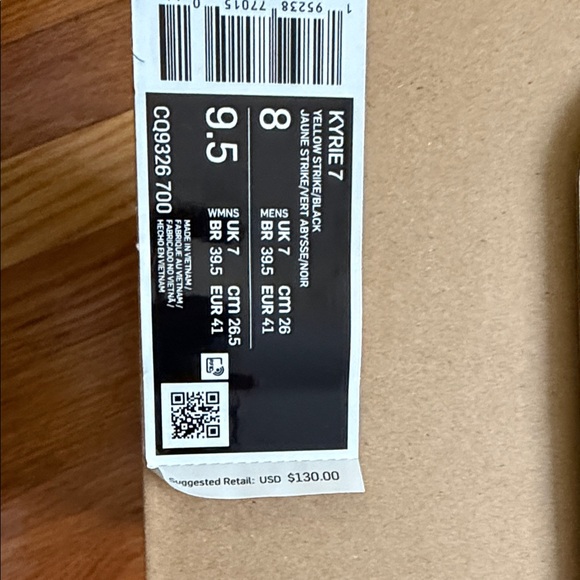 KYRIE 7
YELLOW STRIKE/BLACK
JAUNE STRIKE/VERT ABYSSE/NOIR
8
MENS
UK 7 cm 26
BR 39.5 EUR 41
9.5
WMNS
UK 7 cm 26.5
BR 39.5 EUR 41
CQ9326 700
MADE IN VIETNAM /
FABRIQUE AU VIETNAM /
FABRICADO NO VIETNÃ /
HECHO EN VIETNAM
1 95238 77015 0
Suggested Retail: USD $130.00